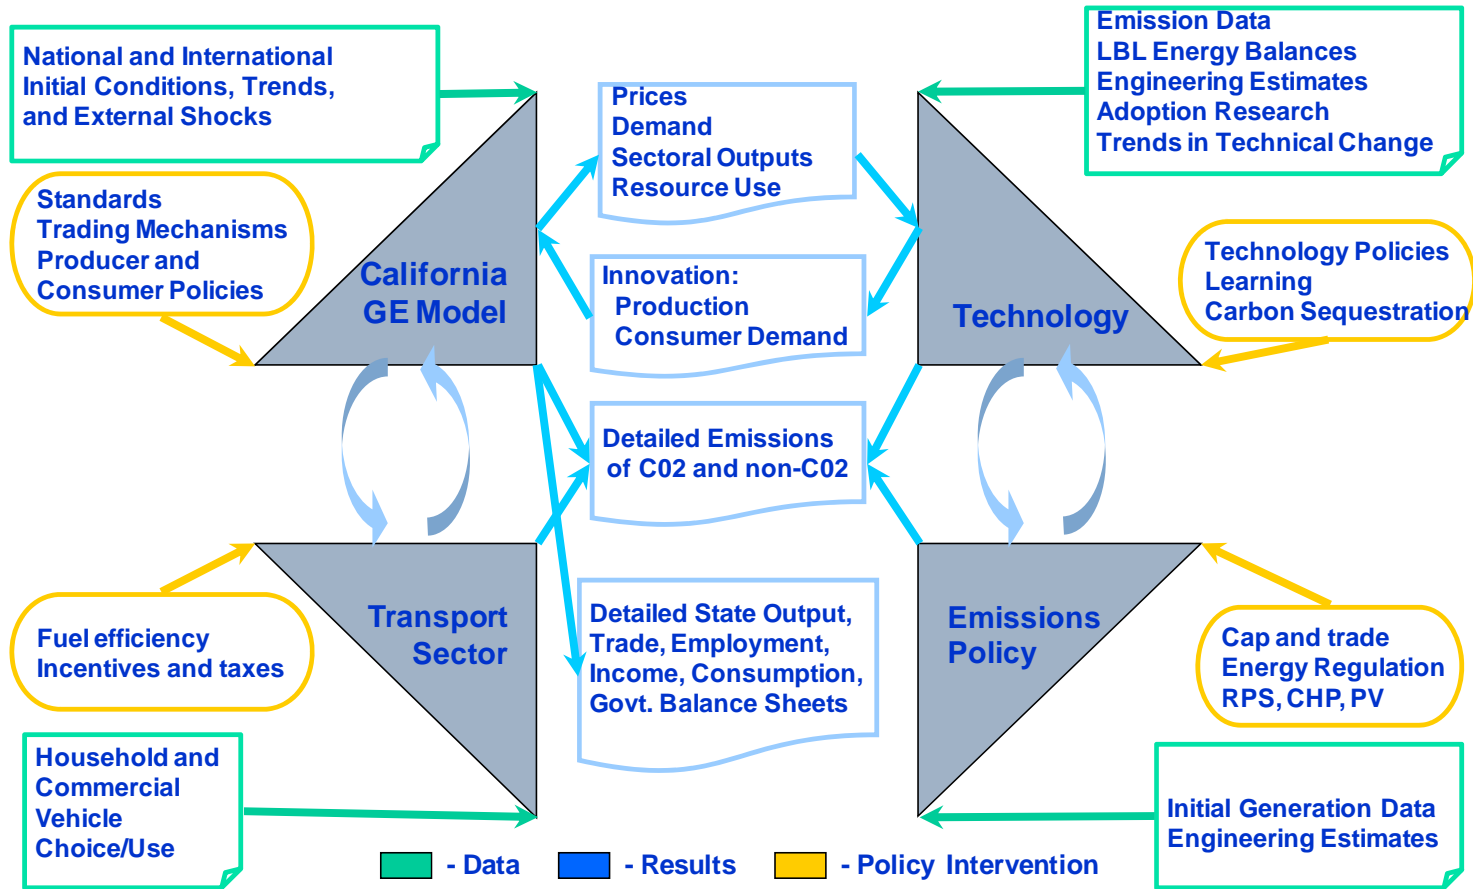 National and International
Initial Conditions, Trends,
and External Shocks
Emission Data
LBL Energy Balances
Engineering Estimates
Adoption Research
Trends in Technical Change
Prices
Demand
Sectoral Outputs
Resource Use
Standards
Trading Mechanisms
Producer and
Consumer Policies
California
GE Model
Innovation:
Production
Consumer Demand
Technology
Technology Policies
Learning
Carbon Sequestration
Detailed Emissions
of C02 and non-C02
Fuel efficiency
Incentives and taxes
Transport
Sector
Detailed State Output,
Trade, Employment,
Income, Consumption,
Govt. Balance Sheets
Emissions
Policy
Cap and trade
Energy Regulation
RPS, CHP, PV
Household and
Commercial
Vehicle
Choice/Use
Initial Generation Data
Engineering Estimates
- Data - Results - Policy Intervention